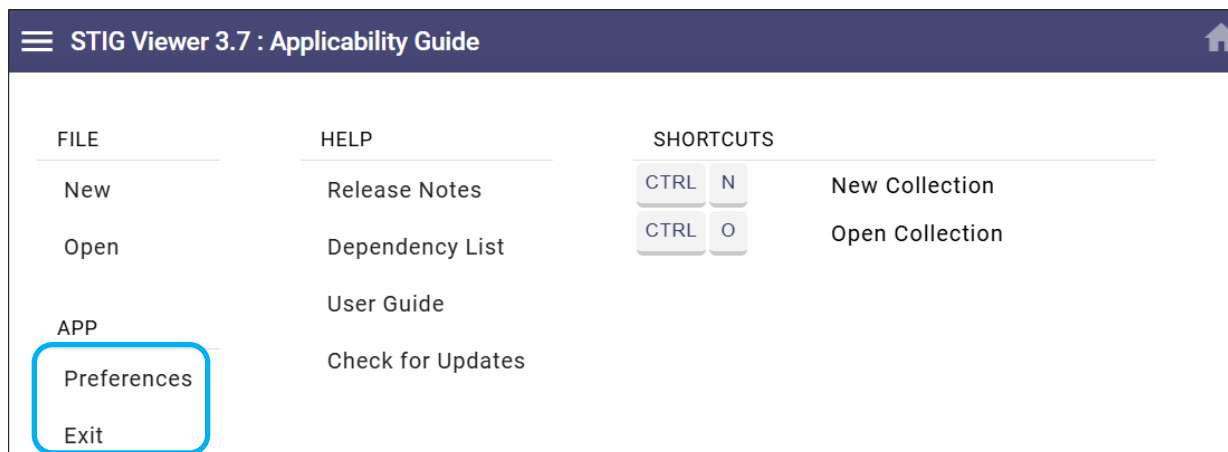 STIG Viewer 3.7 : Applicability Guide
FILE
New
Open
APP
Preferences
Exit
HELP
Release Notes
Dependency List
User Guide
Check for Updates
SHORTCUTS
CTRL N New Collection
CTRL O Open Collection